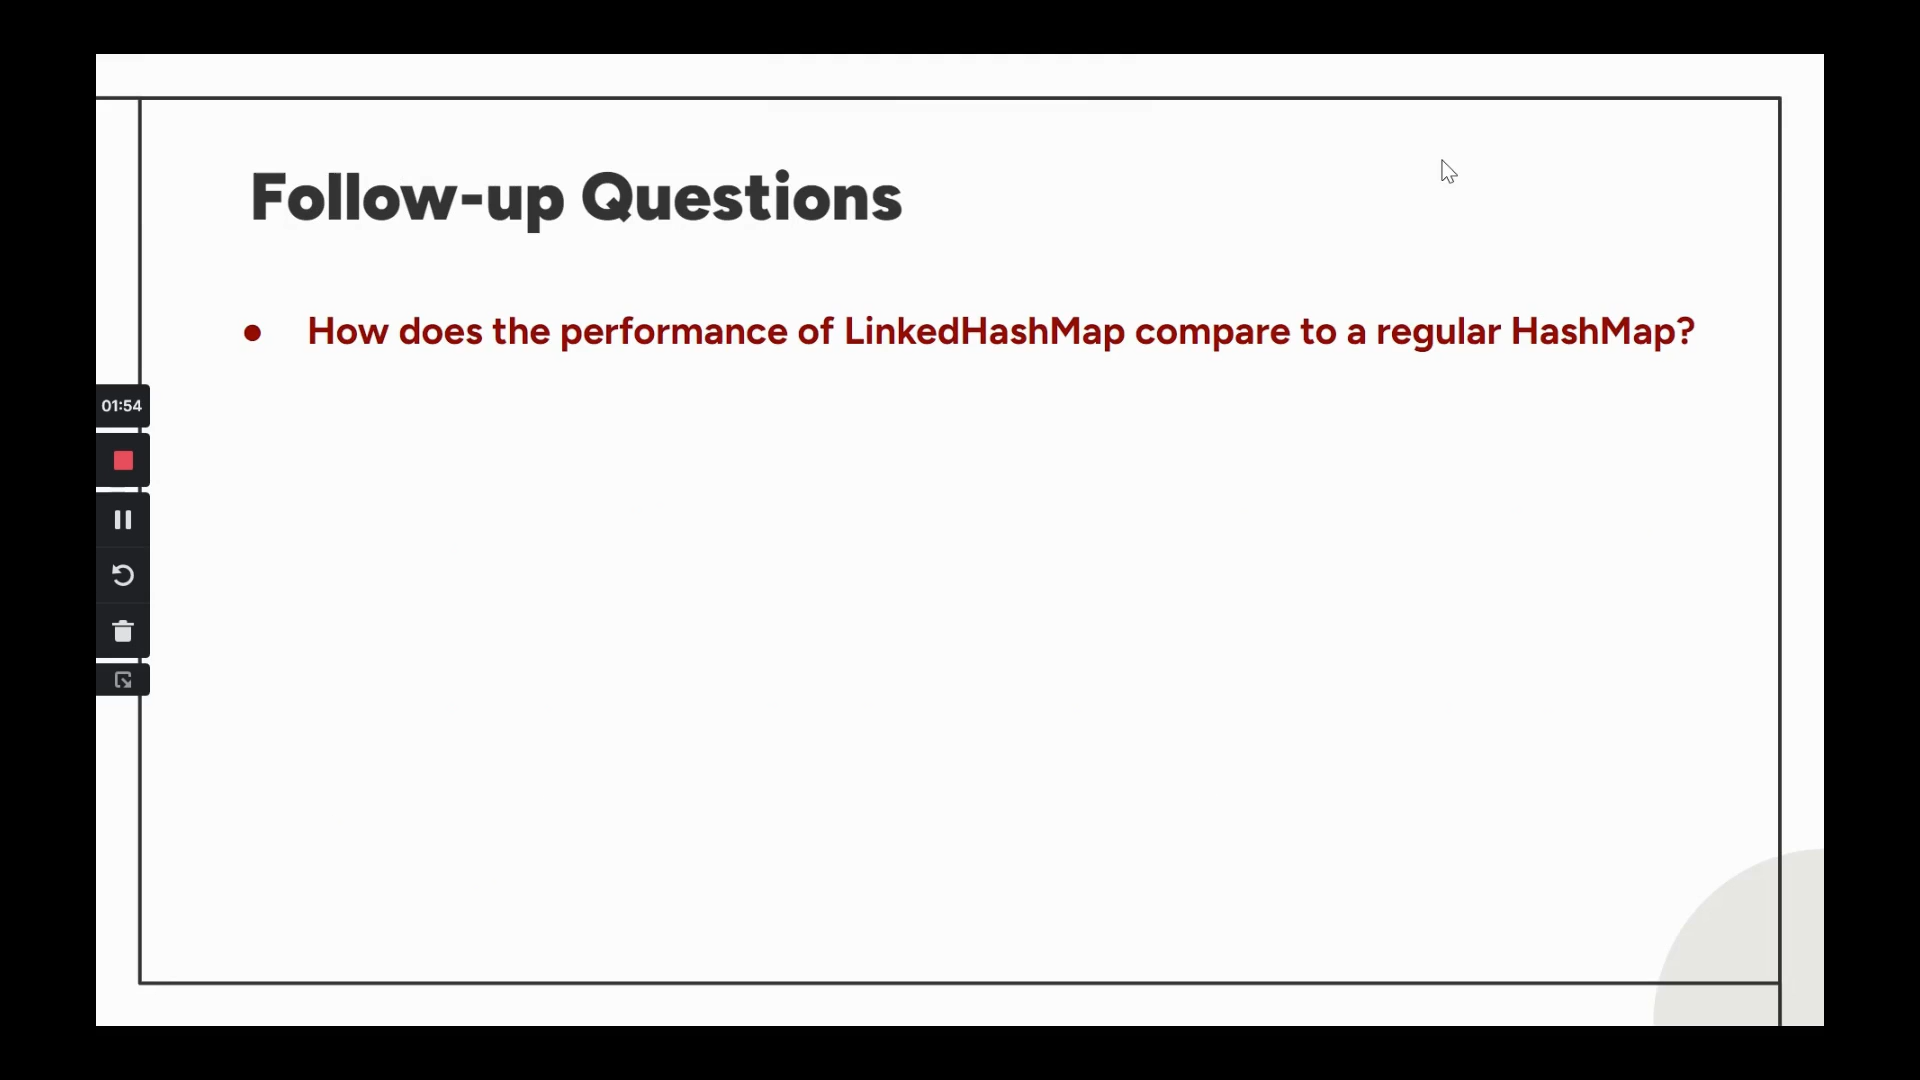 Follow-up Questions
● How does the performance of LinkedHashMap compare to a regular HashMap?
01:54